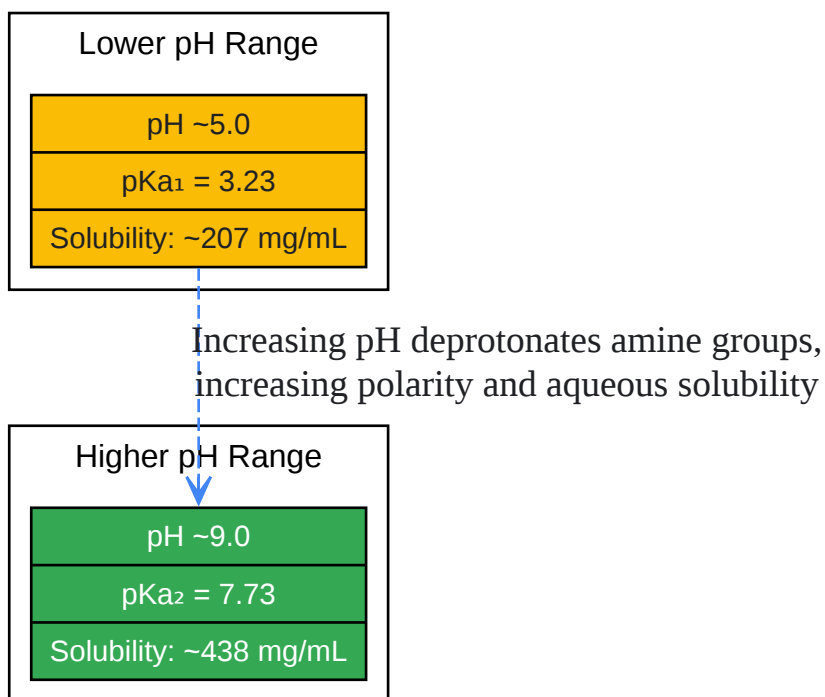 Lower pH Range
pH ~5.0
pKa₁ = 3.23
Solubility: ~207 mg/mL
Increasing pH deprotonates amine groups,
increasing polarity and aqueous solubility
Higher pH Range
pH ~9.0
pKa₂ = 7.73
Solubility: ~438 mg/mL